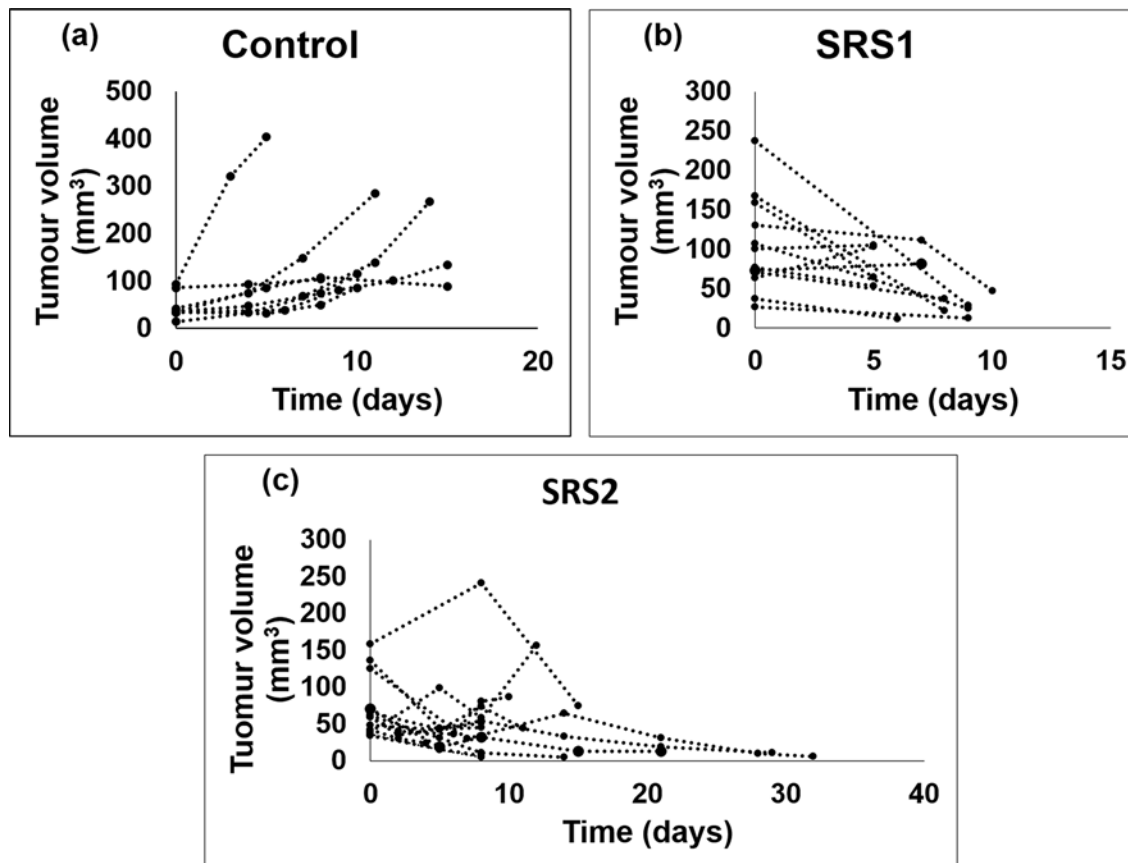 (a)
Control
500
400
300
200
100
0
0 10 20
Tumour volume
(mm³)
Time (days)
(b)
SRS1
300
250
200
150
100
50
0
0 5 10 15
Tumour volume
(mm³)
Time (days)
(c)
SRS2
300
250
200
150
100
50
0
0 10 20 30 40
Tuomur volume
(mm³)
Time (days)